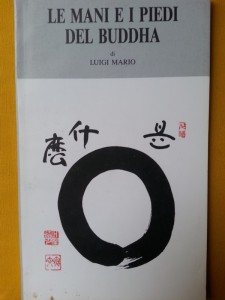 LE MANI E I PIEDI
DEL BUDDHA
di
LUIGI MARIO
是什麼